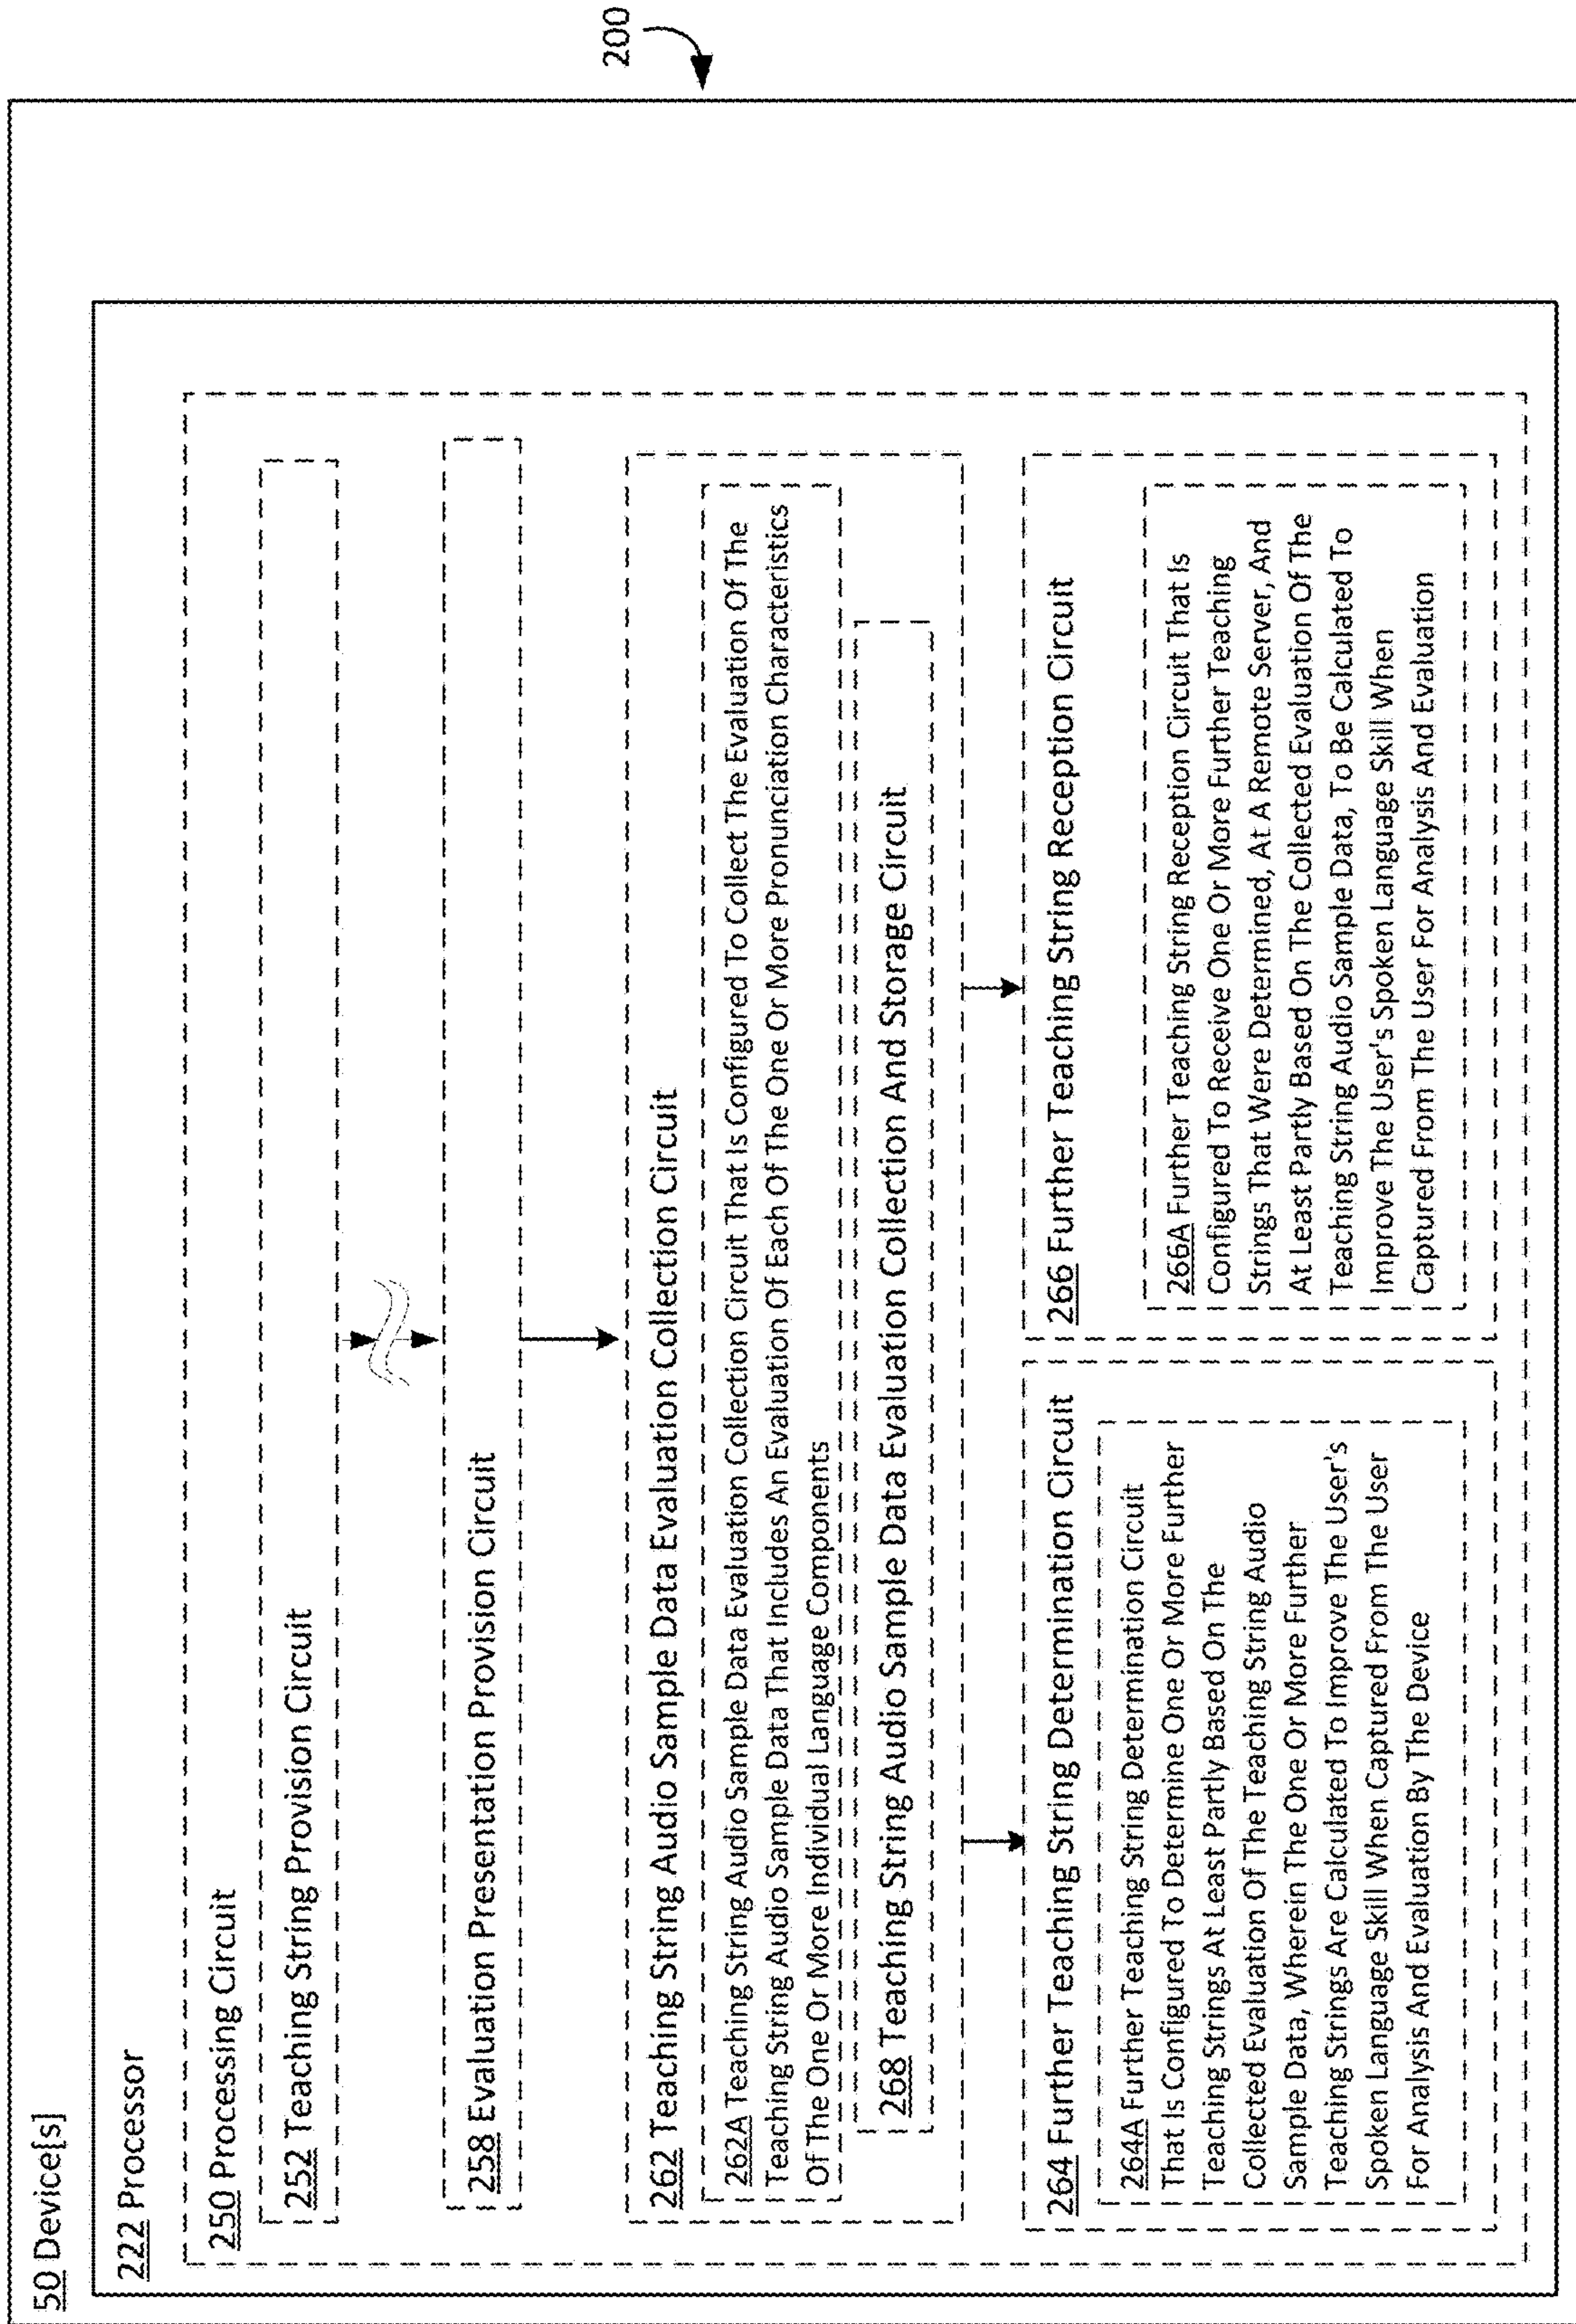 200
50 Device[s]
222 Processor
250 Processing Circuit
252 Teaching String Provision Circuit
258 Evaluation Presentation Provision Circuit
262 Teaching String Audio Sample Data Evaluation Collection Circuit
262A Teaching String Audio Sample Data Evaluation Collection Circuit That Is Configured To Collect The Evaluation Of The
Teaching String Audio Sample Data That Includes An Evaluation Of Each Of The One Or More Pronunciation Characteristics
Of The One Or More Individual Language Components
268 Teaching String Audio Sample Data Evaluation Collection And Storage Circuit
264 Further Teaching String Determination Circuit
264A Further Teaching String Determination Circuit
That Is Configured To Determine One Or More Further
Teaching Strings At Least Partly Based On The
Collected Evaluation Of The Teaching String Audio
Sample Data, Wherein The One Or More Further
Teaching Strings Are Calculated To Improve The User's
Spoken Language Skill When Captured From The User
For Analysis And Evaluation By The Device
266 Further Teaching String Reception Circuit
266A Further Teaching String Reception Circuit That Is
Configured To Receive One Or More Further Teaching
Strings That Were Determined, At A Remote Server, And
At Least Partly Based On The Collected Evaluation Of The
Teaching String Audio Sample Data, To Be Calculated To
Improve The User's Spoken Language Skill When
Captured From The User For Analysis And Evaluation